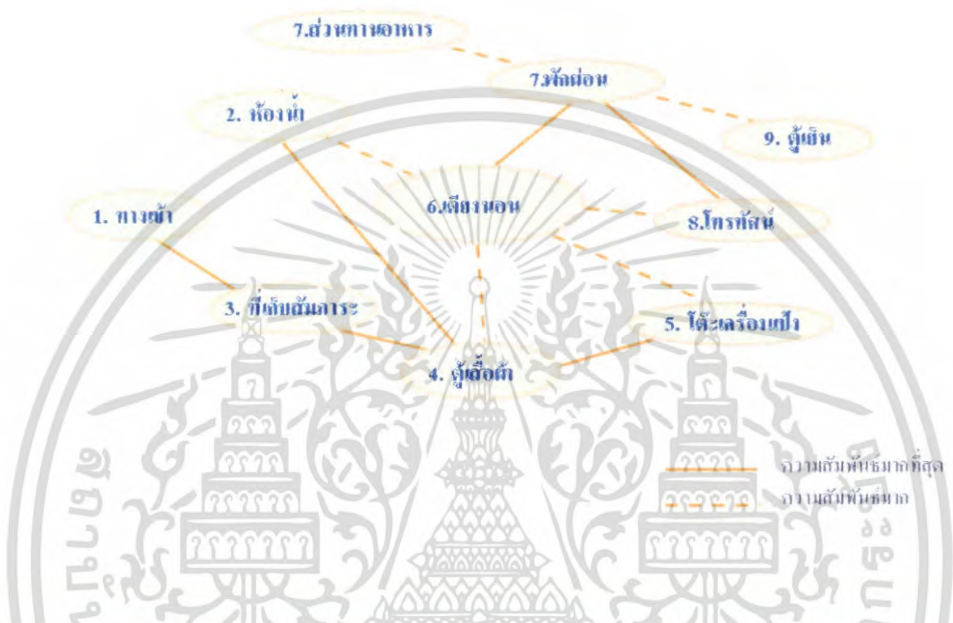 7.ส่วนทานอาหาร
7.พักผ่อน
2. ห้องน้ำ
9. ตู้เย็น
6.เตียงนอน
1. ทางเข้า
8.โทรทัศน์
3. ที่เก็บสัมภาระ
5. โต๊ะเครื่องแป้ง
4. ตู้เสื้อผ้า
ความสัมพันธ์มากที่สุด
ความสัมพันธ์มาก